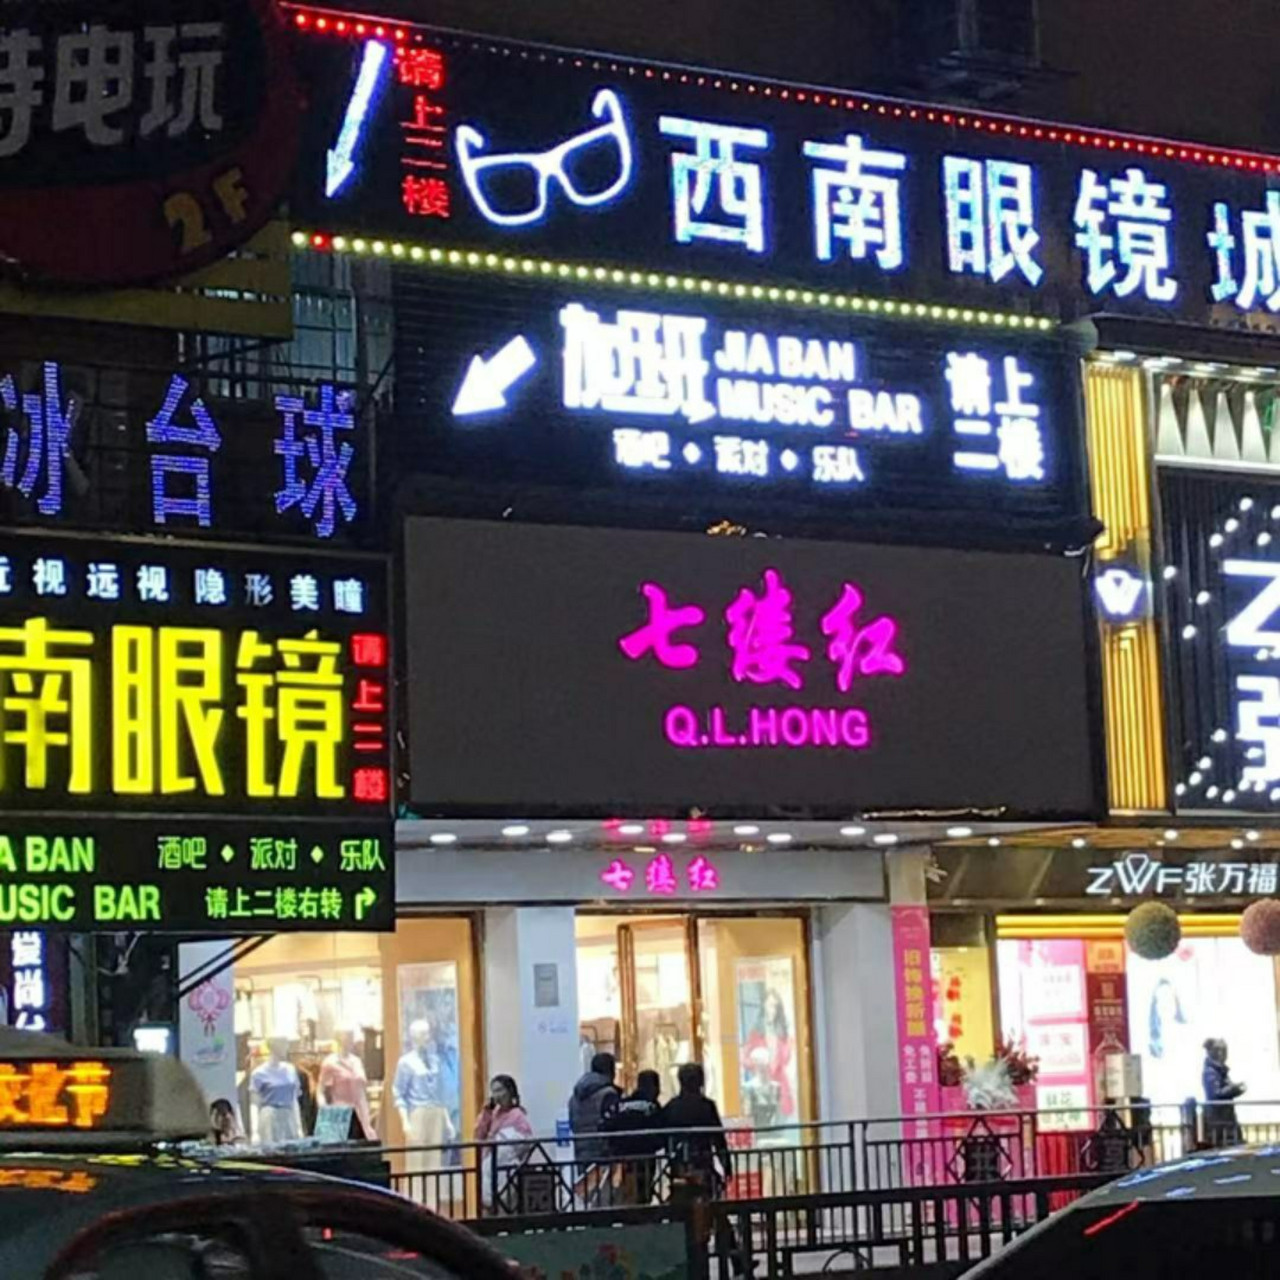 电玩
2F
请上二楼
西南眼镜城
加班
JIA BAN
MUSIC BAR
酒吧・派对・乐队
请上
二楼
冰台球
视远视隐形美瞳
南眼镜
请上二楼
A BAN
酒吧・派对・乐队
USIC BAR
请上二楼右转
七楼红
Q.L.HONG
七楼红
ZWF张万福